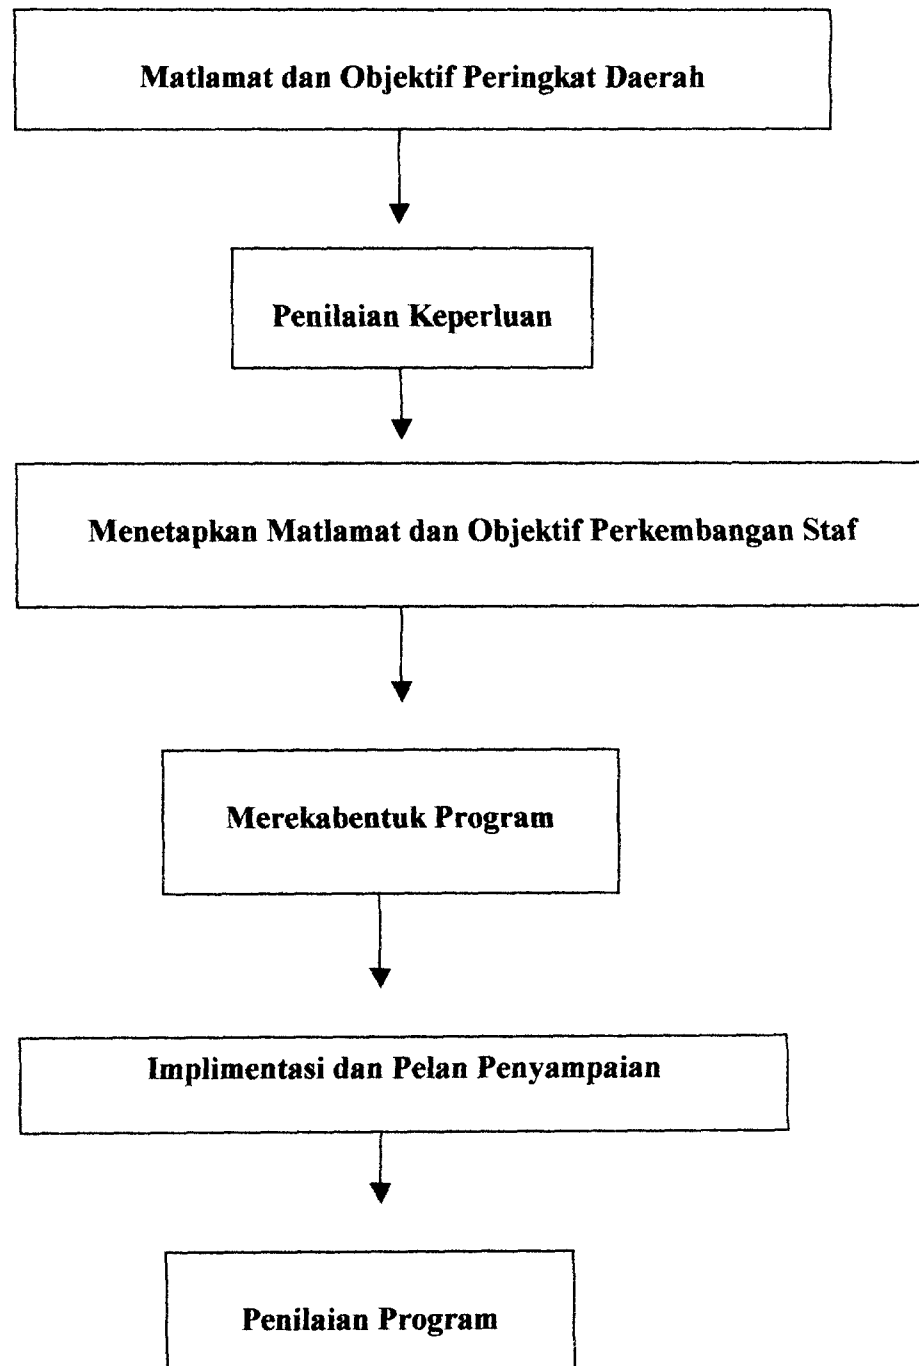 Matlamat dan Objektif Peringkat Daerah
Penilaian Keperluan
Menetapkan Matlamat dan Objektif Perkembangan Staf
Merekabentuk Program
Implimentasi dan Pelan Penyampaian
Penilaian Program